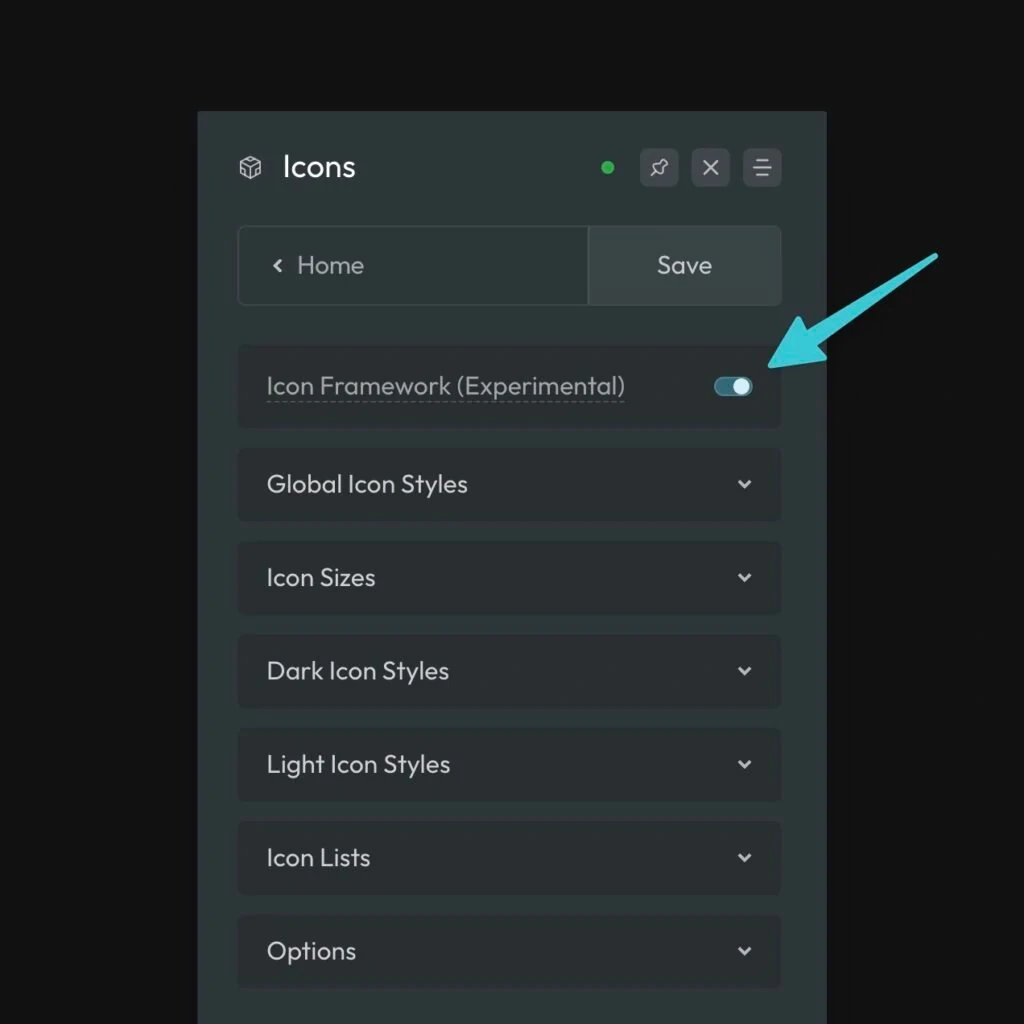 Icons
Home
Save
Icon Framework (Experimental)
Global Icon Styles
Icon Sizes
Dark Icon Styles
Light Icon Styles
Icon Lists
Options